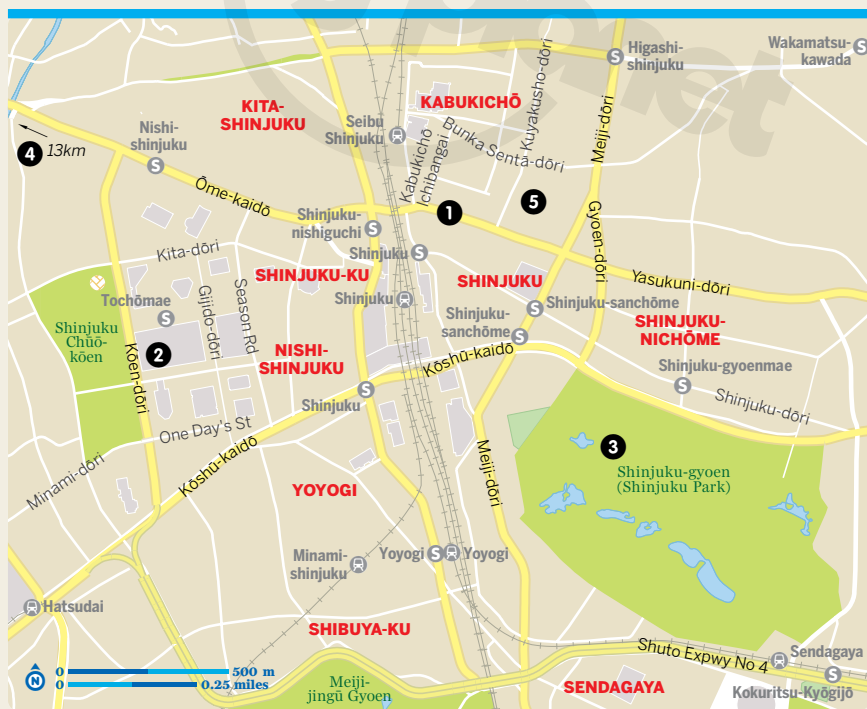 planet
Higashi-
shinjuku
Wakamatsu-
kawada
KITA-
SHINJUKU
KABUKICHŌ
Seibu
Shinjuku
Kabukichō
Ichibangai
Bunka Sentā-dōri
Kuyakusho-dōri
Meiji-dōri
Nishi-
shinjuku
4
13km
Ōme-kaidō
1
5
Gyoen-dōri
Shinjuku-
nishiguchi
Kita-dōri
Shinjuku
SHINJUKU-KU
SHINJUKU
Yasukuni-dōri
Tochōmae
Gijido-dōri
Season Rd
Shinjuku
Shinjuku-sanchōme
Shinjuku-
sanchōme
SHINJUKU-
NICHŌME
Shinjuku
Chūō-
kōen
2
Kōen-dōri
NISHI-
SHINJUKU
Kōshū-kaidō
Shinjuku-gyoenmae
Shinjuku
Shinjuku-dōri
One Day's St
Minami-dōri
Kōshū-kaidō
Meiji-dōri
3
Shinjuku-gyoen
(Shinjuku Park)
YOYOGI
Minami-
shinjuku
Yoyogi
Yoyogi
Hatsudai
SHIBUYA-KU
Shuto Expwy No 4
Sendagaya
N
0 500 m
0 0.25 miles
Meiji-
jingū Gyoen
SENDAGAYA
Kokuritsu-Kyōgijō